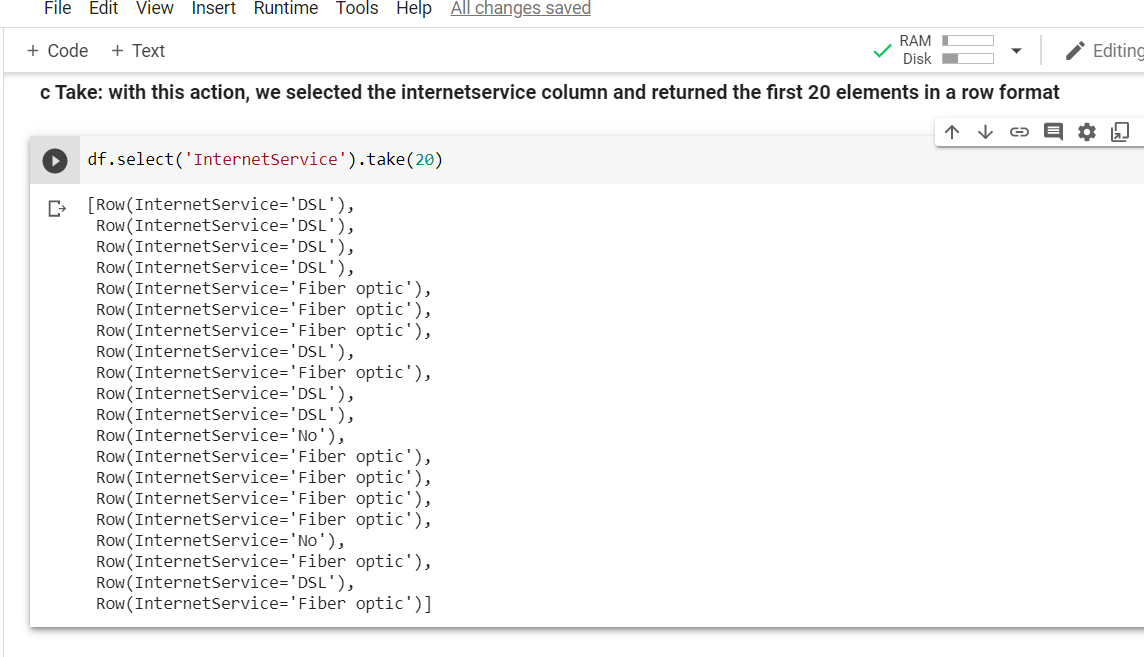 File Edit View Insert Runtime Tools Help All changes saved
+ Code + Text RAM Disk Editing
c Take: with this action, we selected the internetservice column and returned the first 20 elements in a row format
df.select('InternetService').take(20)
[Row(InternetService='DSL'),
Row(InternetService='DSL'),
Row(InternetService='DSL'),
Row(InternetService='DSL'),
Row(InternetService='Fiber optic'),
Row(InternetService='Fiber optic'),
Row(InternetService='Fiber optic'),
Row(InternetService='DSL'),
Row(InternetService='Fiber optic'),
Row(InternetService='DSL'),
Row(InternetService='DSL'),
Row(InternetService='No'),
Row(InternetService='Fiber optic'),
Row(InternetService='Fiber optic'),
Row(InternetService='Fiber optic'),
Row(InternetService='Fiber optic'),
Row(InternetService='No'),
Row(InternetService='Fiber optic'),
Row(InternetService='DSL'),
Row(InternetService='Fiber optic')]